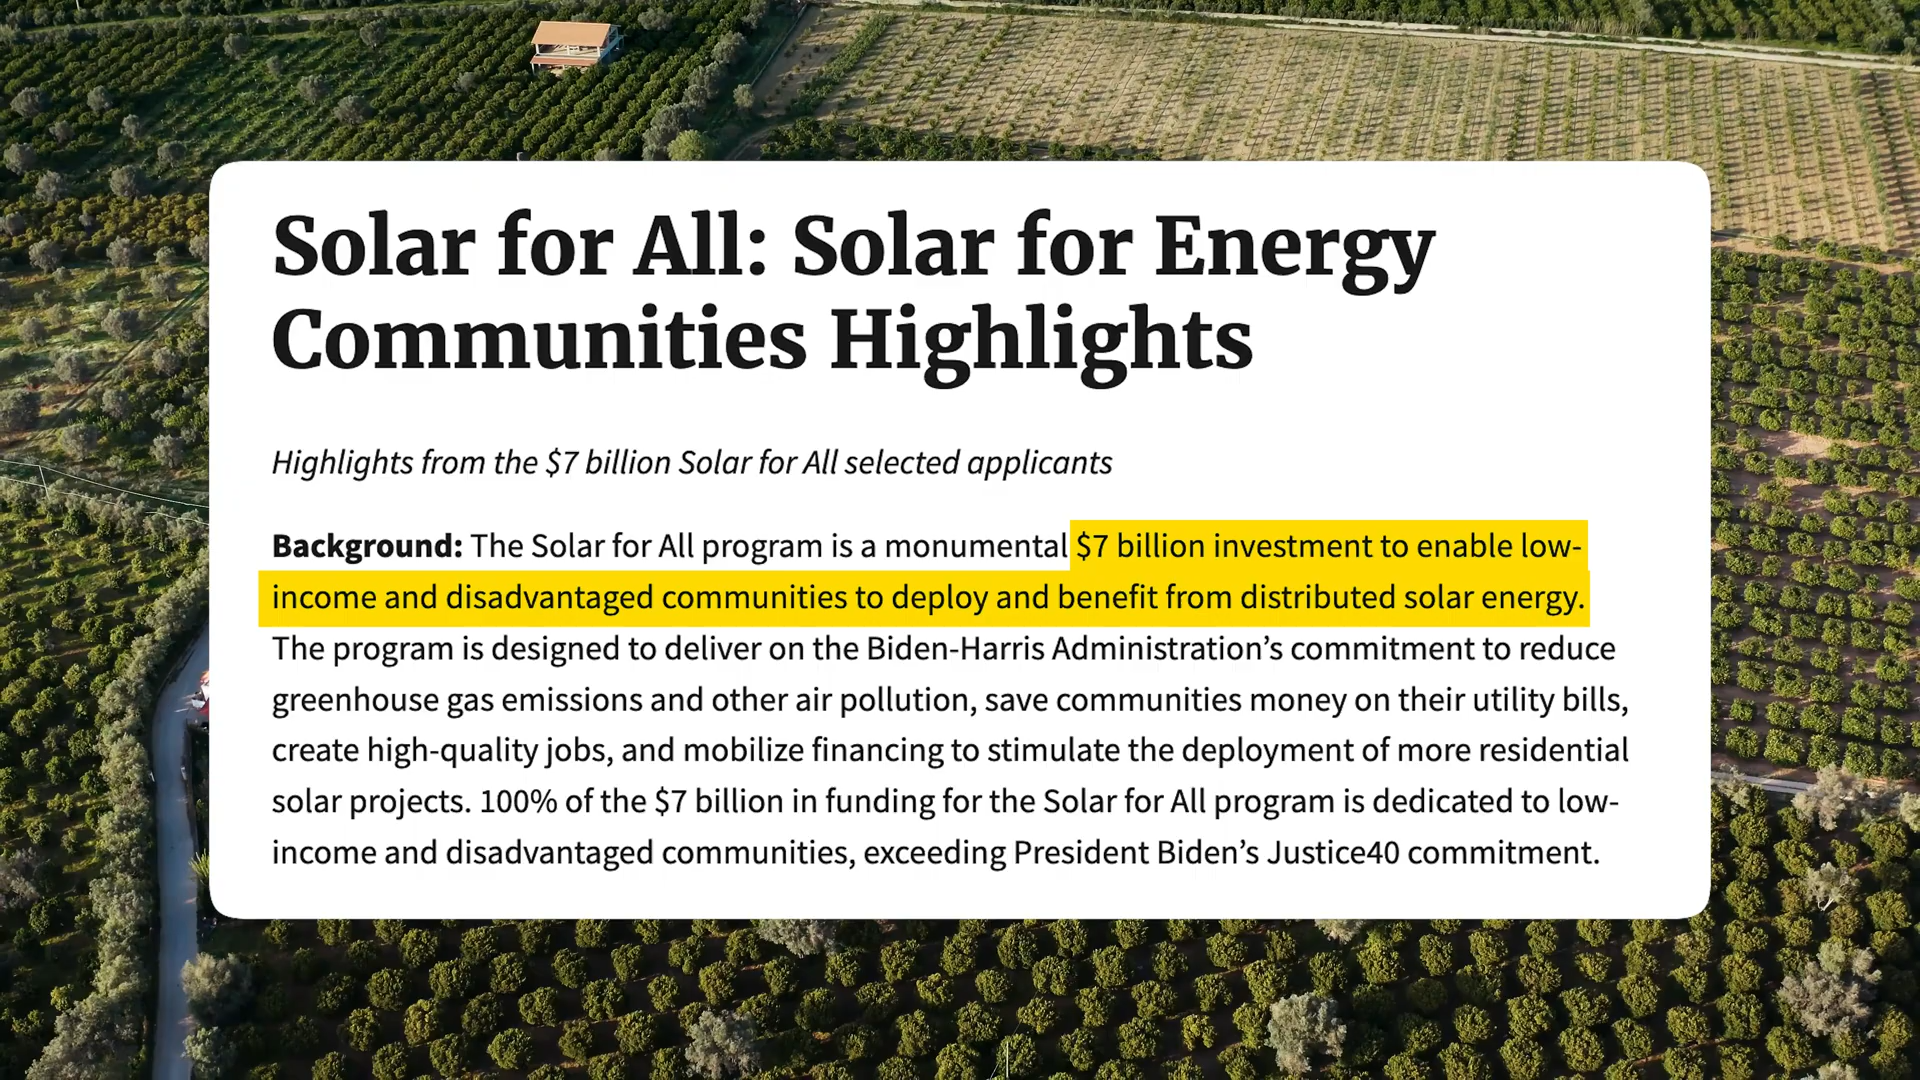 Solar for All: Solar for Energy
Communities Highlights
Highlights from the $7 billion Solar for All selected applicants
Background: The Solar for All program is a monumental $7 billion investment to enable low-
income and disadvantaged communities to deploy and benefit from distributed solar energy.
The program is designed to deliver on the Biden-Harris Administration’s commitment to reduce
greenhouse gas emissions and other air pollution, save communities money on their utility bills,
create high-quality jobs, and mobilize financing to stimulate the deployment of more residential
solar projects. 100% of the $7 billion in funding for the Solar for All program is dedicated to low-
income and disadvantaged communities, exceeding President Biden’s Justice40 commitment.